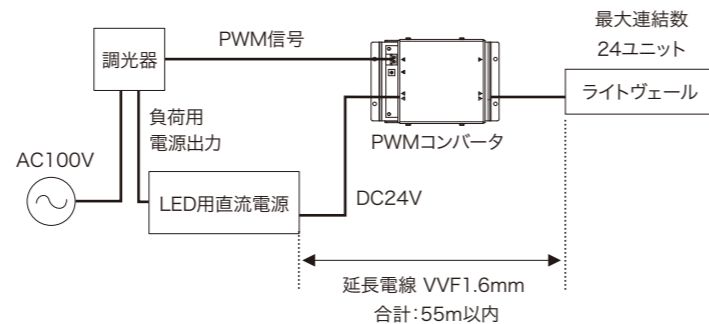 最大連結数
24ユニット
PWM信号
調光器
ライトヴェール
負荷用
電源出力
PWMコンバータ
AC100V
LED用直流電源
DC24V
延長電線 VVF1.6mm
合計：55m以内